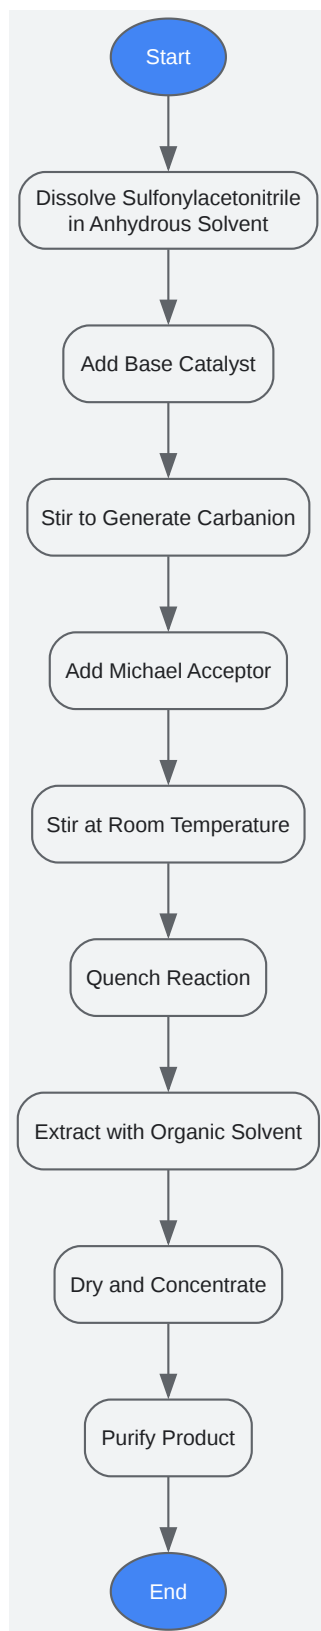 Start
Dissolve Sulfonylacetonitrile
in Anhydrous Solvent
Add Base Catalyst
Stir to Generate Carbanion
Add Michael Acceptor
Stir at Room Temperature
Quench Reaction
Extract with Organic Solvent
Dry and Concentrate
Purify Product
End